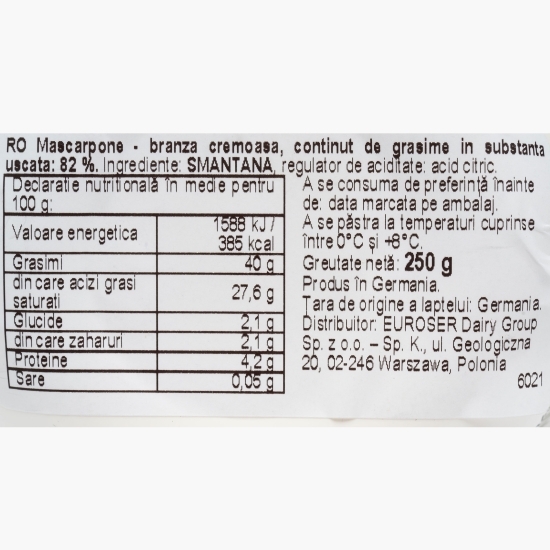 RO Mascarpone - branza cremoasa, continut de grasime in substanta
uscata: 82 %. Ingrediente: SMANTANA, regulator de aciditate: acid citric.
Declaratie nutritională în medie pentru
100 g:
Valoare energetica 1588 kJ /
385 kcal
Grasimi 40 g
din care acizi grasi
saturati 27,6 g
Glucide 2,1 g
din care zaharuri 2,1 g
Proteine 4,2 g
Sare 0,05 g
A se consuma de preferință înainte
de: data marcata pe ambalaj.
A se păstra la temperaturi cuprinse
între 0°C și +8°C.
Greutate netă: 250 g
Produs în Germania.
Țara de origine a laptelui: Germania.
Distribuitor: EUROSER Dairy Group
Sp. z o.o. – Sp. K., ul. Geologiczna
20, 02-246 Warszawa, Polonia
6021